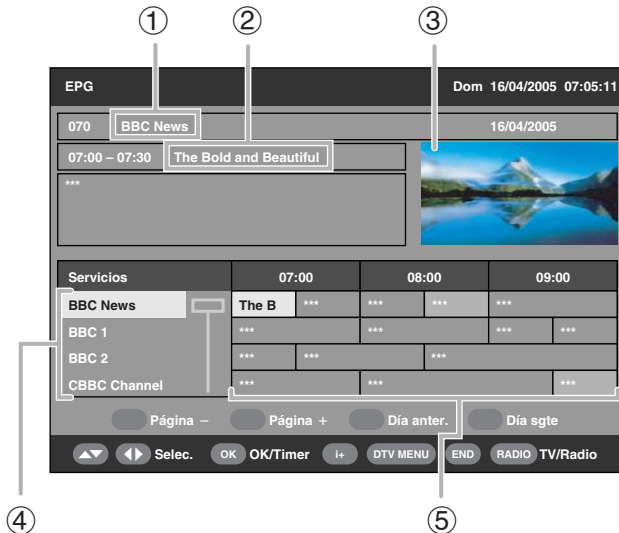 ① ② ③
EPG Dom 16/04/2005 07:05:11
070 BBC News 16/04/2005
07:00 – 07:30 The Bold and Beautiful
***
Servicios 07:00 08:00 09:00
BBC News The B *** *** *** ***
BBC 1 *** *** *** ***
BBC 2 *** *** ***
CBBC Channel *** *** ***
Página – Página + Día anter. Día sgte
Selec. OK OK/Timer i+ DTV MENU END RADIO TV/Radio
④ ⑤